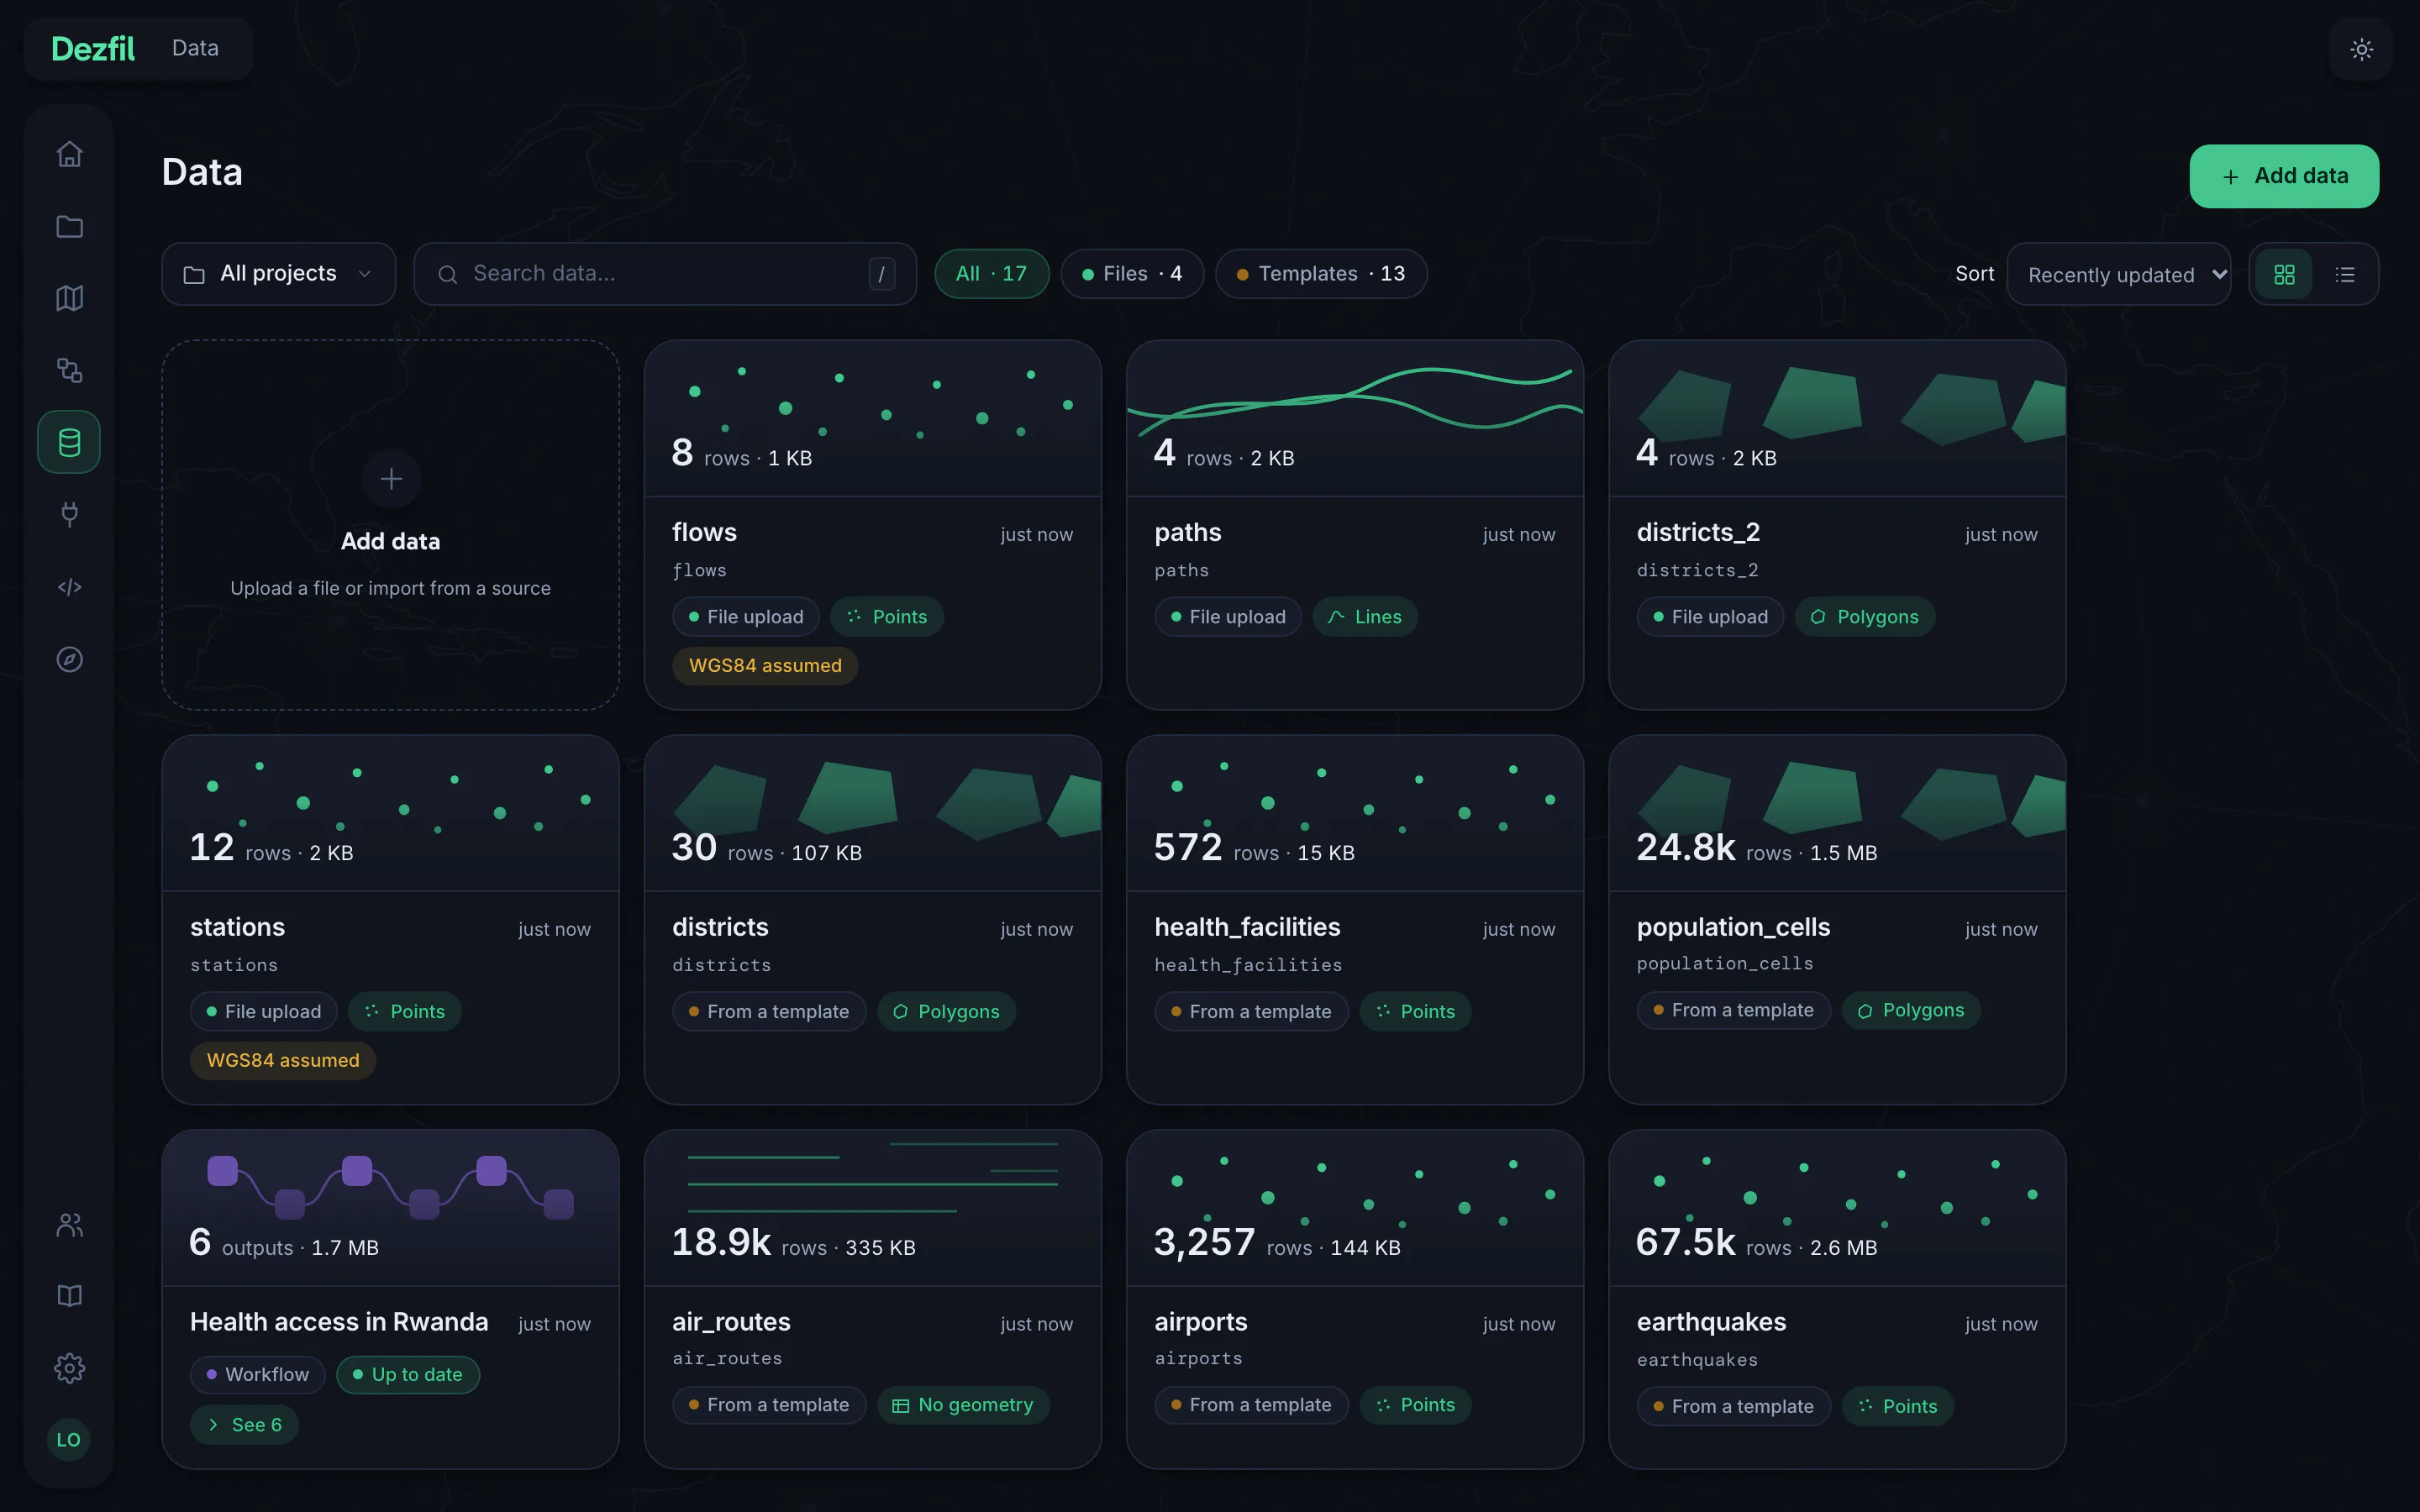 Dezfil Data
Data
+ Add data
All projects
Search data... /
All · 17
Files · 4
Templates · 13
Sort
Recently updated
Add data
Upload a file or import from a source
8 rows · 1 KB
flows just now
flows
File upload Points
WGS84 assumed
4 rows · 2 KB
paths just now
paths
File upload Lines
4 rows · 2 KB
districts_2 just now
districts_2
File upload Polygons
12 rows · 2 KB
stations just now
stations
File upload Points
WGS84 assumed
30 rows · 107 KB
districts just now
districts
From a template Polygons
572 rows · 15 KB
health_facilities just now
health_facilities
From a template Points
24.8k rows · 1.5 MB
population_cells just now
population_cells
From a template Polygons
6 outputs · 1.7 MB
Health access in Rwanda just now
Workflow Up to date
See 6
18.9k rows · 335 KB
air_routes just now
air_routes
From a template No geometry
3,257 rows · 144 KB
airports just now
airports
From a template Points
67.5k rows · 2.6 MB
earthquakes just now
earthquakes
From a template Points
LO